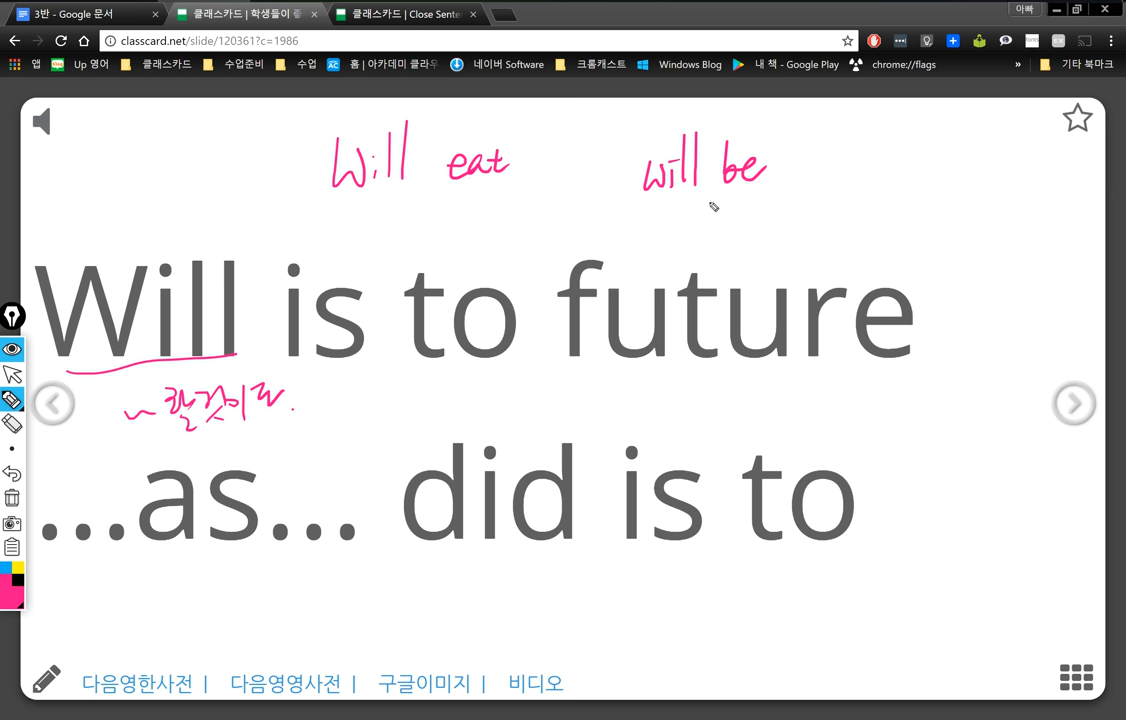 3반 - Google 문서
클래스카드 | 학생들이 좋
클래스카드 | Close Sente
아빠
classcard.net/slide/120361?c=1986
앱
Up 영어
클래스카드
수업준비
수업
홈 | 아카데미 클라우
네이버 Software
크롬캐스트
Windows Blog
내 책 - Google Play
chrome://flags
»
기타 북마크
Will eat will be
Will is to future
~ 할것이로.
...as... did is to
다음영한사전 | 다음영영사전 | 구글이미지 | 비디오